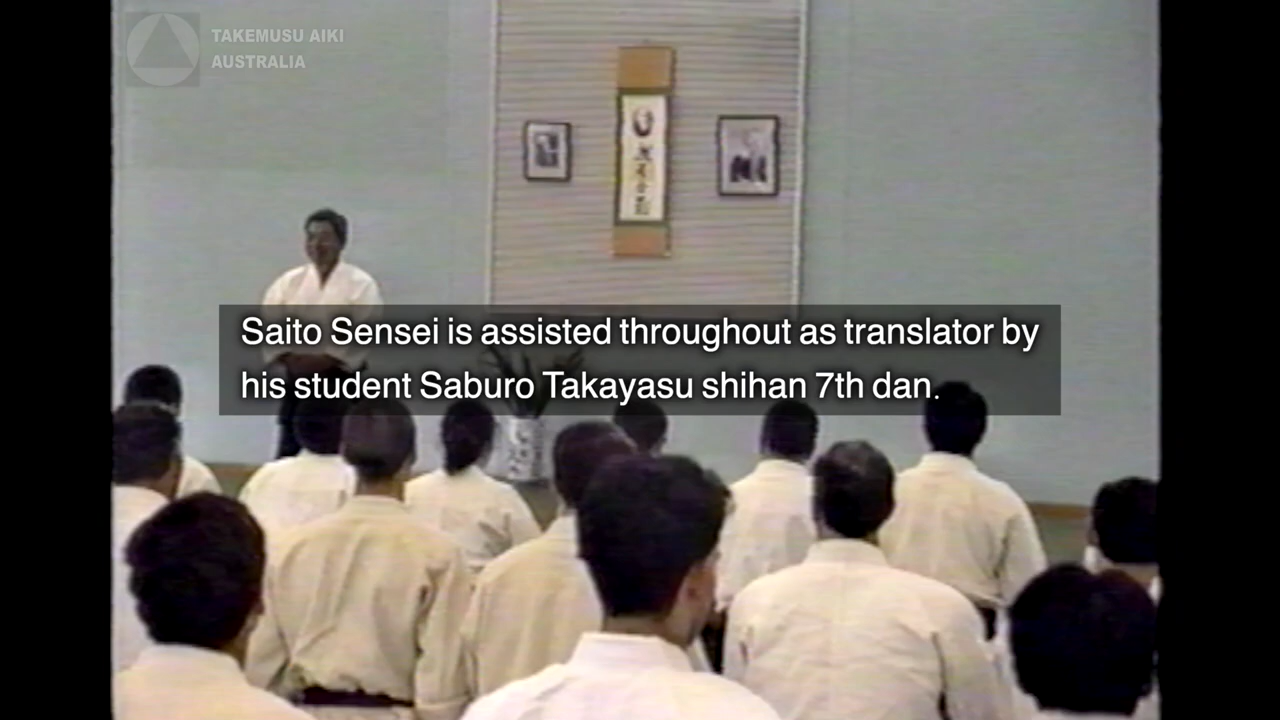 TAKEMUSU AIKI
AUSTRALIA
Saito Sensei is assisted throughout as translator by
his student Saburo Takayasu shihan 7th dan.